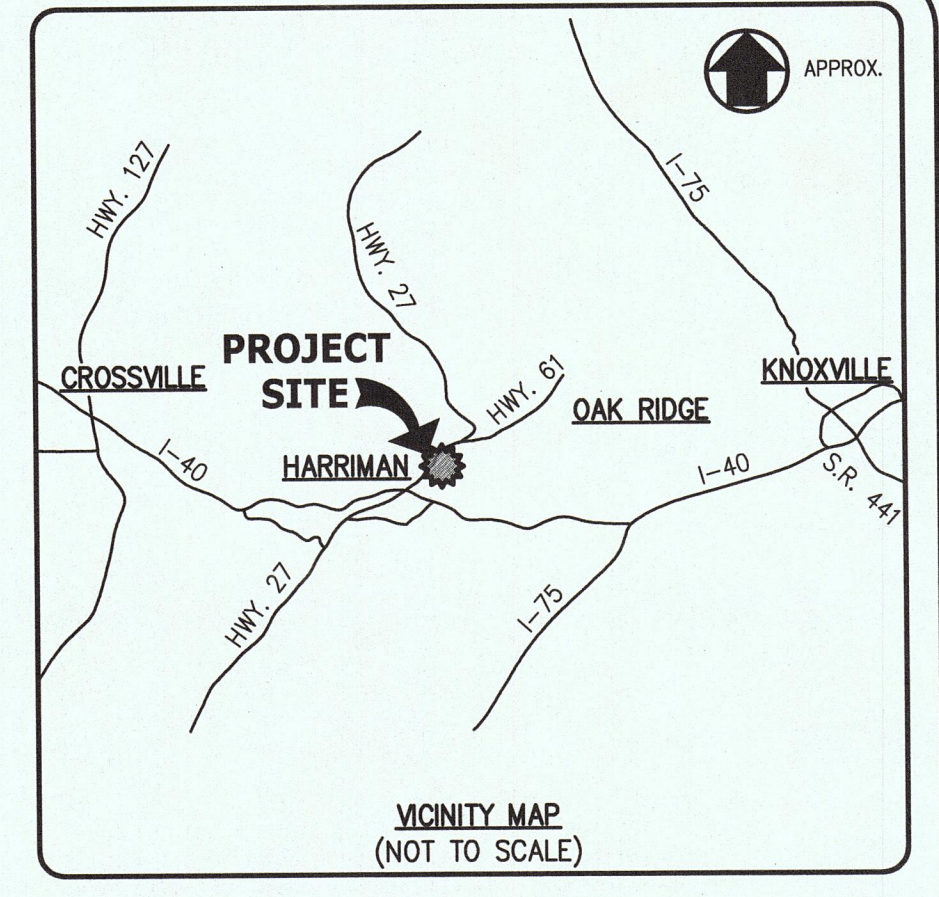 APPROX.
HWY. 127
I-75
HWY. 27
PROJECT
SITE
CROSSVILLE
HWY. 61
KNOXVILLE
OAK RIDGE
I-40
HARRIMAN
I-40
S.R. 441
HWY. 27
I-75
VICINITY MAP
(NOT TO SCALE)